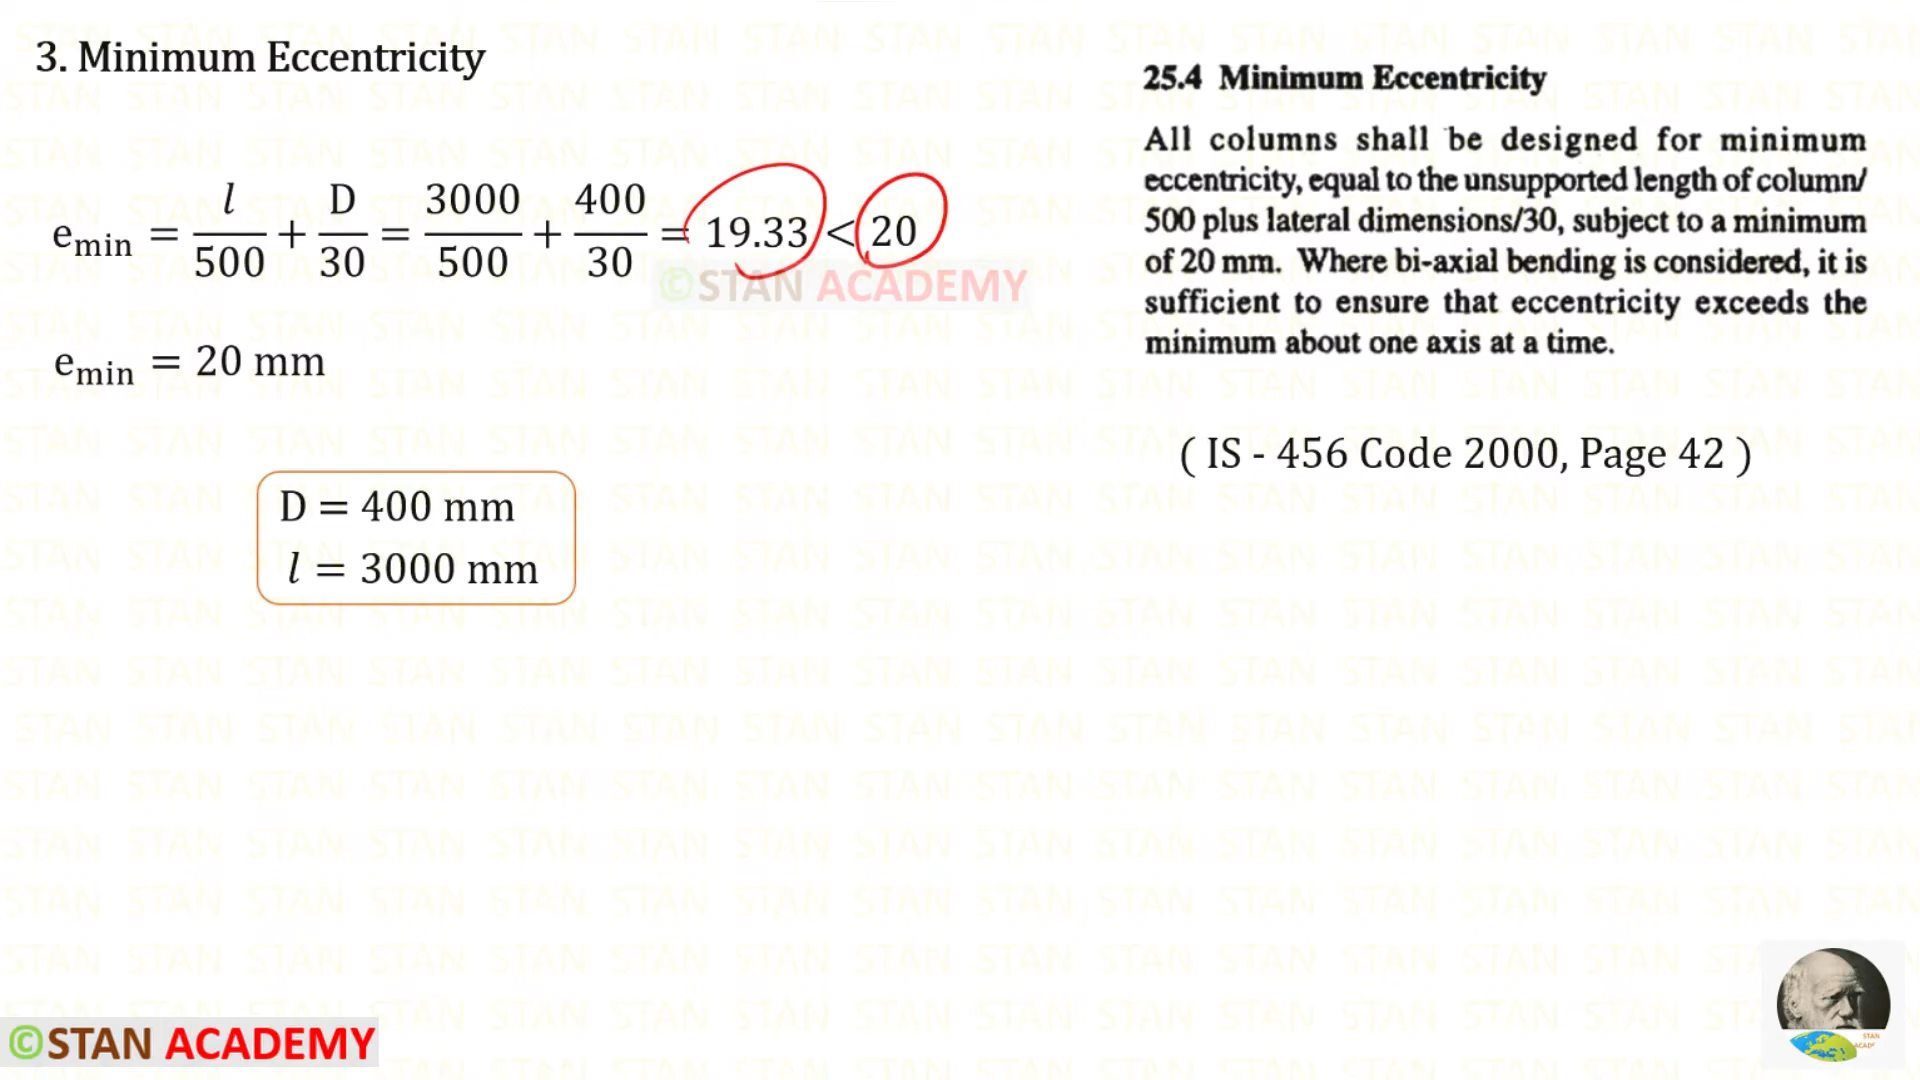 3. Minimum Eccentricity
e_min = l/500 + D/30 = 3000/500 + 400/30 = 19.33 < 20
©STAN ACADEMY
e_min = 20 mm
D = 400 mm
l = 3000 mm
25.4 Minimum Eccentricity
All columns shall be designed for minimum
eccentricity, equal to the unsupported length of column/
500 plus lateral dimensions/30, subject to a minimum
of 20 mm. Where bi-axial bending is considered, it is
sufficient to ensure that eccentricity exceeds the
minimum about one axis at a time.
( IS - 456 Code 2000, Page 42 )
©STAN ACADEMY